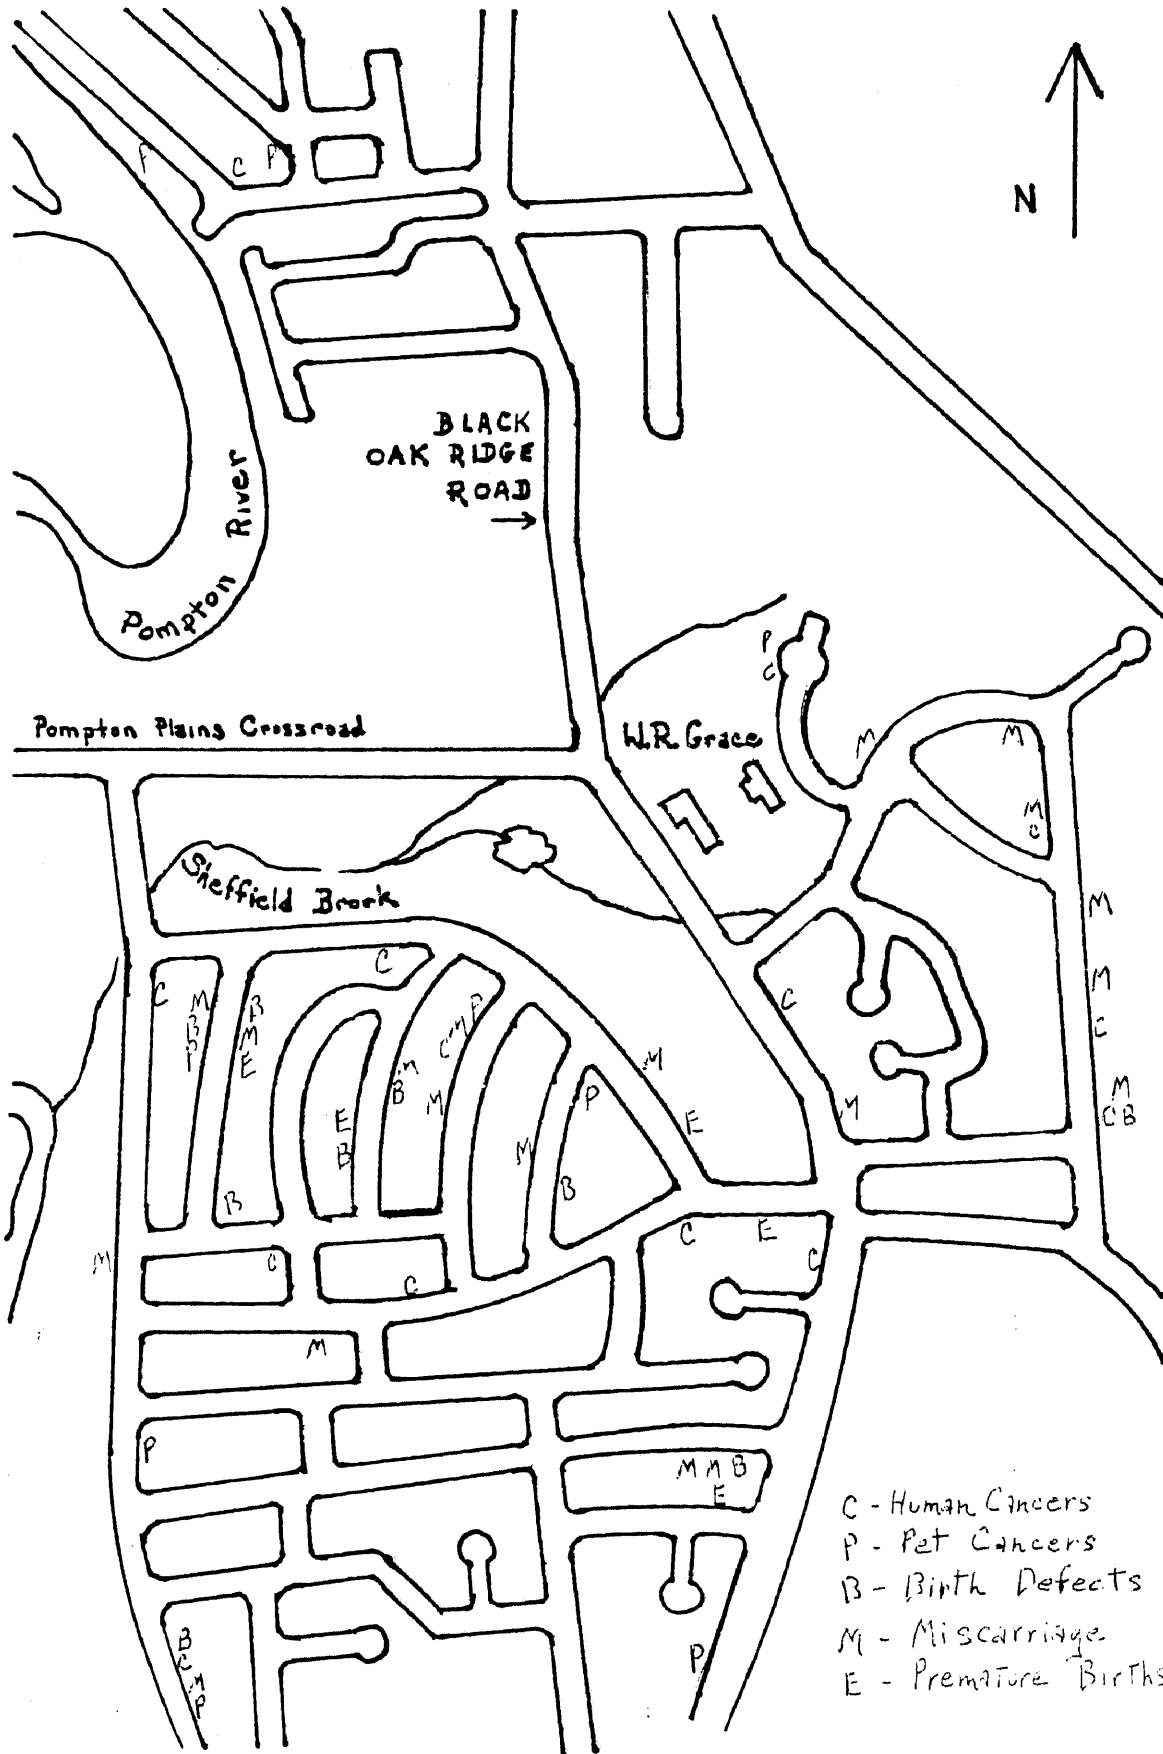 P
C P
N
BLACK
OAK RIDGE
ROAD
Pompton River
P
C
Pompton Plains Crossroad
W.R. Grace
M
M
M
C
Sheffield Brook
M
C
C
M
B
P
B
M
E
P
M
C
M
C
M
C
B
M
M
M
C B
M
E
B
P
E
M
B
B
M
C
E
C
C
C
M
P
M M B
E
B
C
M
P
P
C - Human Cancers
P - Pet Cancers
B - Birth Defects
M - Miscarriage
E - Premature Births